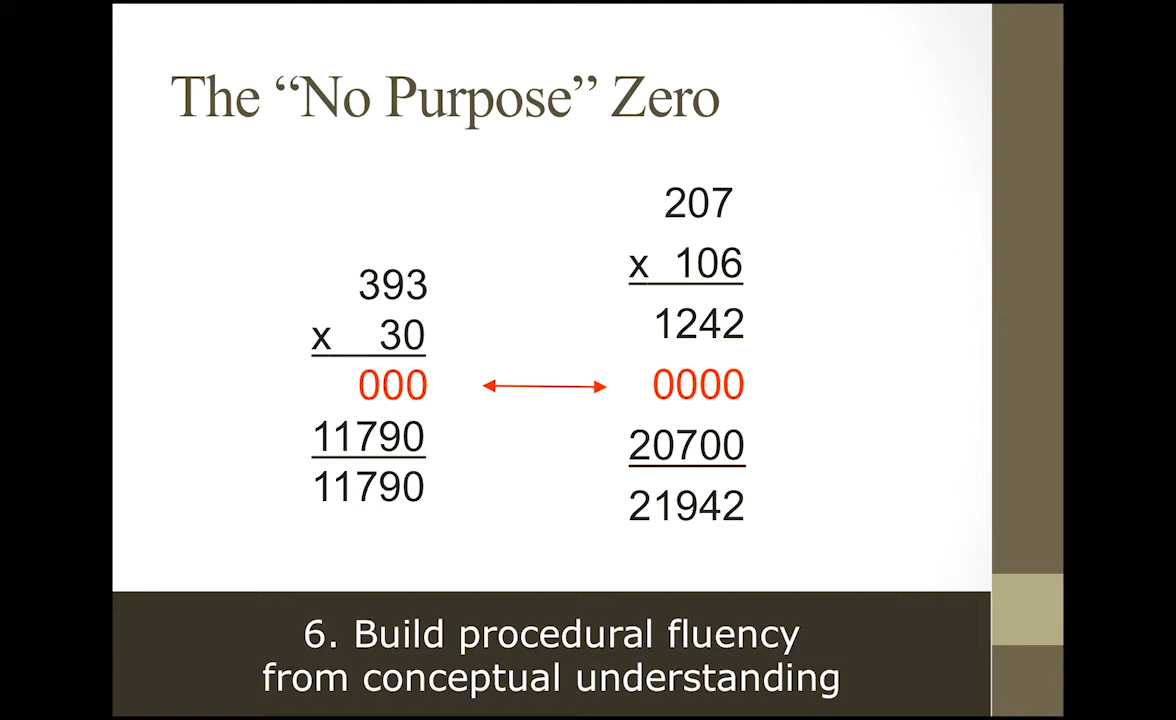 The “No Purpose” Zero
393
x 30
000
11790
11790
207
x 106
1242
0000
20700
21942
6. Build procedural fluency
from conceptual understanding